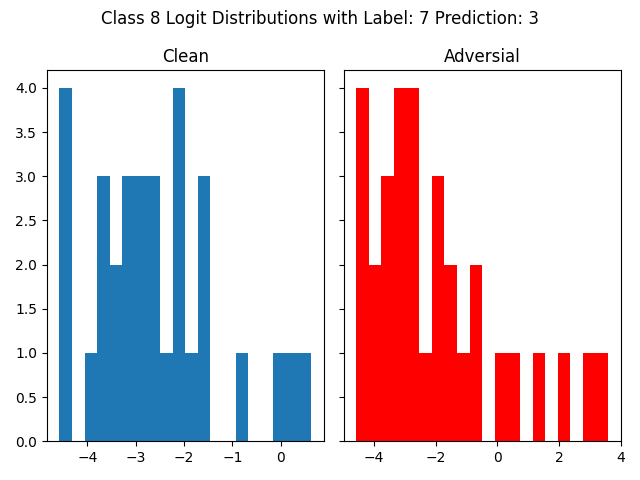 Class 8 Logit Distributions with Label: 7 Prediction: 3
Clean
Adversial
4.0
3.5
3.0
2.5
2.0
1.5
1.0
0.5
0.0
−4 −3 −2 −1 0
−4 −2 0 2 4